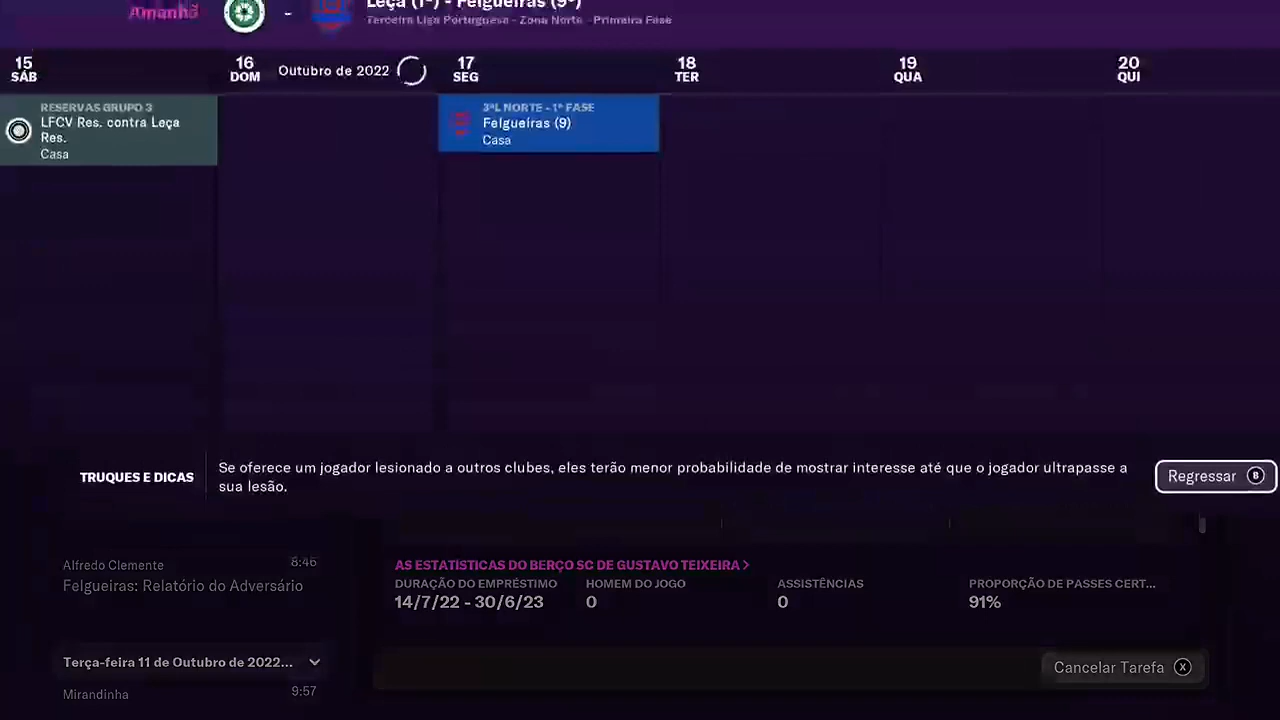 Amanhã
-
Leça (1º) - Felgueiras (9º)
Terceira Liga Portuguesa - Zona Norte - Primeira Fase
15
SÁB
16
DOM
Outubro de 2022
17
SEG
18
TER
19
QUA
20
QUI
RESERVAS GRUPO 3
LFCV Res. contra Leça
Res.
Casa
3ªL NORTE - 1ª FASE
Felgueiras (9)
Casa
TRUQUES E DICAS
Se oferece um jogador lesionado a outros clubes, eles terão menor probabilidade de mostrar interesse até que o jogador ultrapasse a
sua lesão.
Regressar B
Alfredo Clemente 8:46
Felgueiras: Relatório do Adversário
AS ESTATÍSTICAS DO BERÇO SC DE GUSTAVO TEIXEIRA >
DURAÇÃO DO EMPRÉSTIMO
14/7/22 - 30/6/23
HOMEM DO JOGO
0
ASSISTÊNCIAS
0
PROPORÇÃO DE PASSES CERT...
91%
Terça-feira 11 de Outubro de 2022...
Mirandinha 9:57
Cancelar Tarefa X